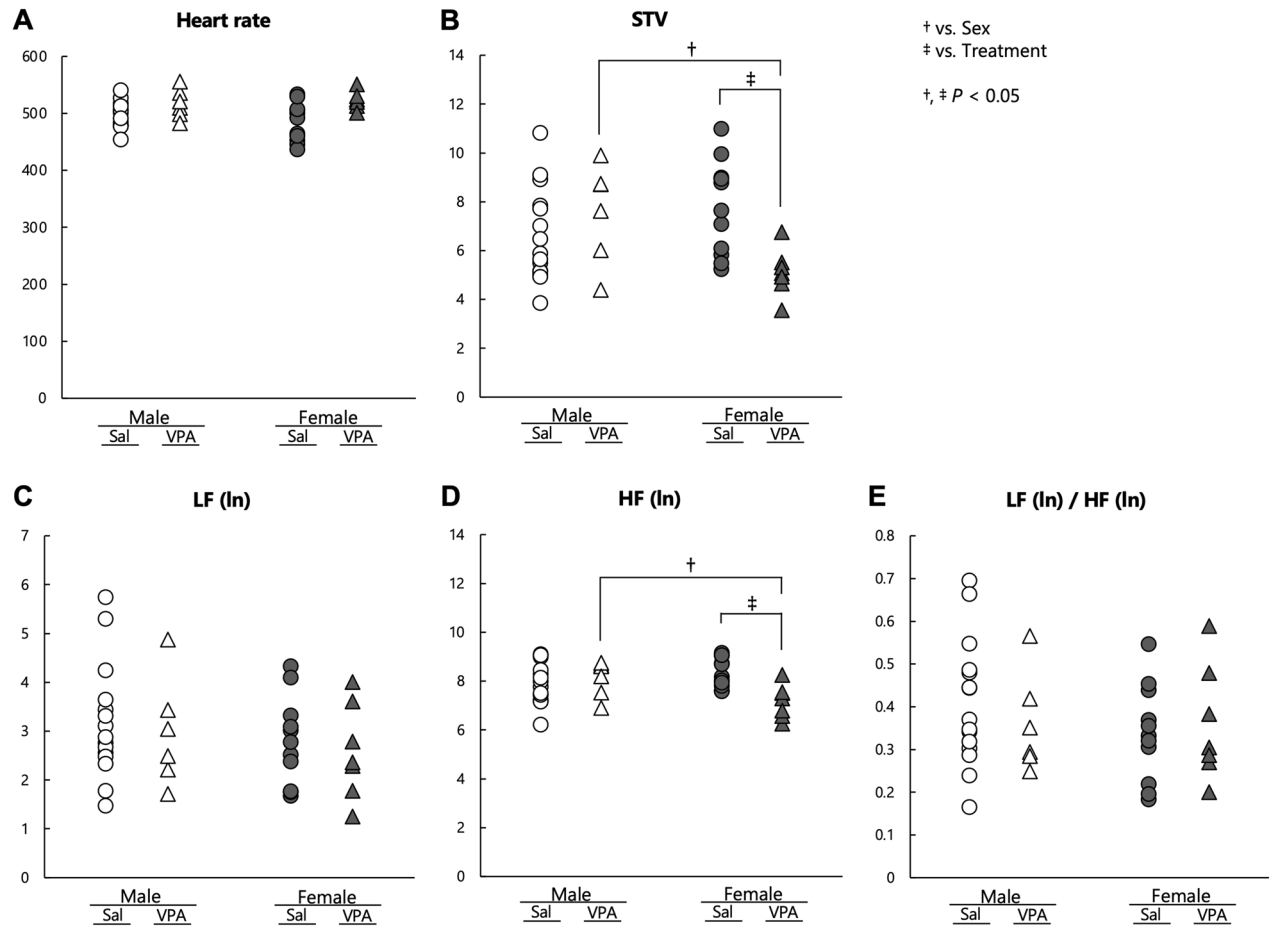 A
Heart rate
600
500
400
300
200
100
0
Male
Female
Sal
VPA
Sal
VPA
B
STV
14
12
10
8
6
4
2
0
†
‡
Male
Female
Sal
VPA
Sal
VPA
† vs. Sex
‡ vs. Treatment
†, ‡ P < 0.05
C
LF (ln)
7
6
5
4
3
2
1
0
Male
Female
Sal
VPA
Sal
VPA
D
HF (ln)
14
12
10
8
6
4
2
0
†
‡
Male
Female
Sal
VPA
Sal
VPA
E
LF (ln) / HF (ln)
0.8
0.7
0.6
0.5
0.4
0.3
0.2
0.1
0
Male
Female
Sal
VPA
Sal
VPA